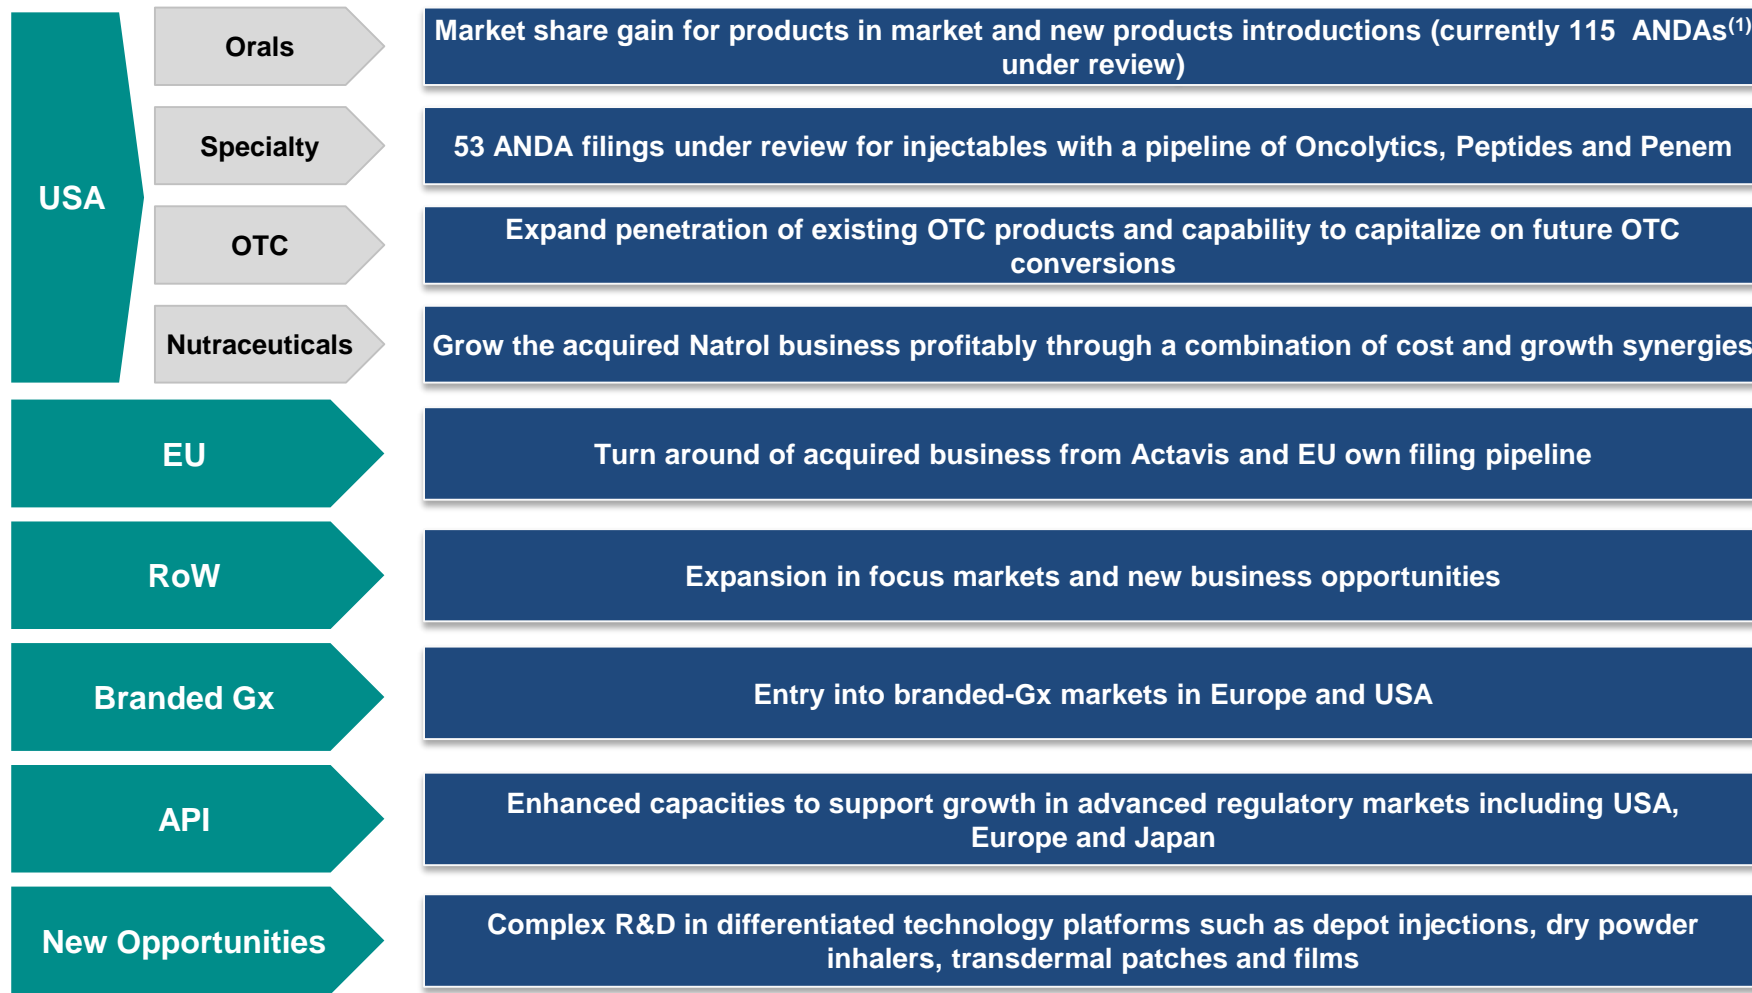 USA
Orals
Market share gain for products in market and new products introductions (currently 115 ANDAs(1)
under review)
Specialty
53 ANDA filings under review for injectables with a pipeline of Oncolytics, Peptides and Penem
OTC
Expand penetration of existing OTC products and capability to capitalize on future OTC
conversions
Nutraceuticals
Grow the acquired Natrol business profitably through a combination of cost and growth synergies
EU
Turn around of acquired business from Actavis and EU own filing pipeline
RoW
Expansion in focus markets and new business opportunities
Branded Gx
Entry into branded-Gx markets in Europe and USA
API
Enhanced capacities to support growth in advanced regulatory markets including USA,
Europe and Japan
New Opportunities
Complex R&D in differentiated technology platforms such as depot injections, dry powder
inhalers, transdermal patches and films